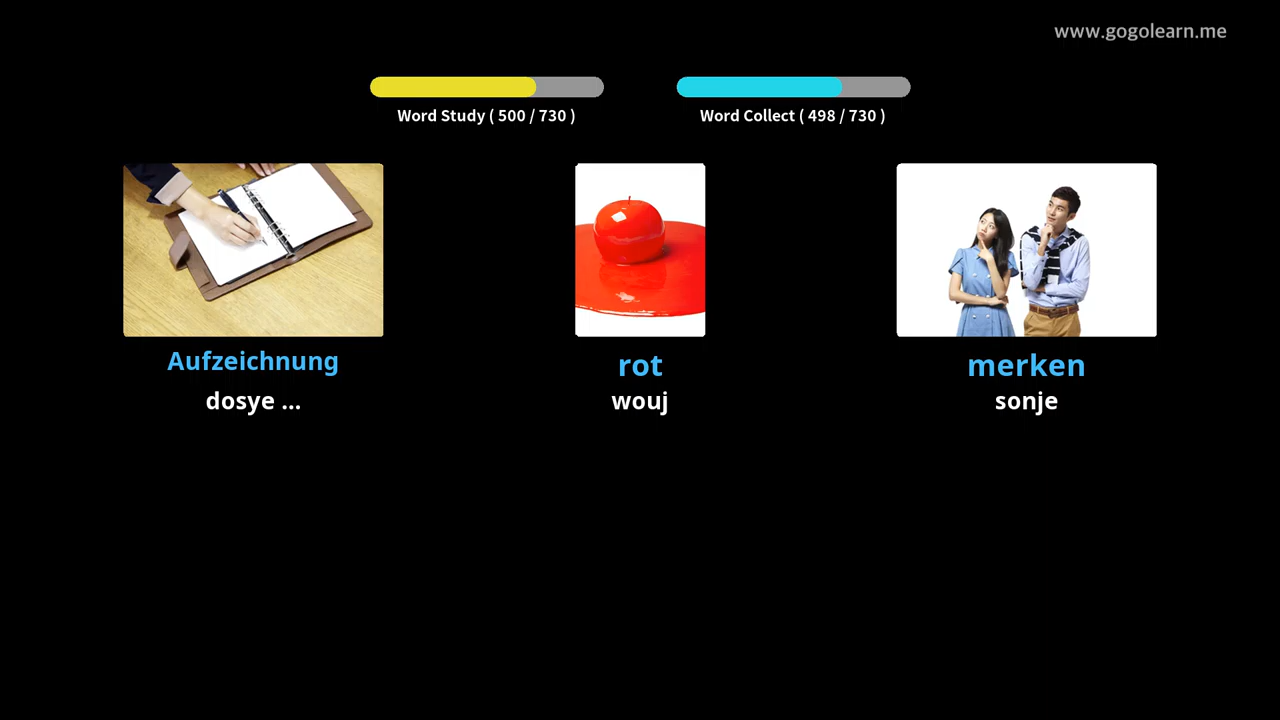 www.gogolearn.me
Word Study ( 500 / 730 )
Word Collect ( 498 / 730 )
Aufzeichnung
rot
merken
dosye ...
wouj
sonje